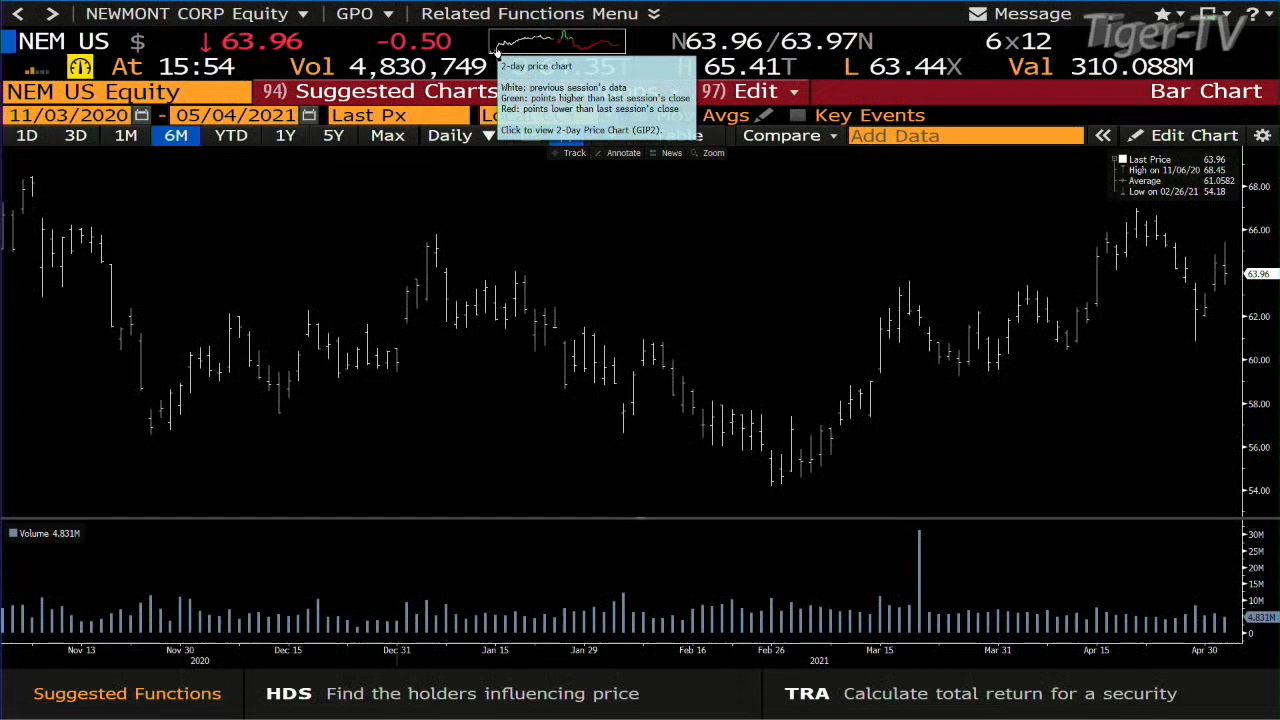 NEWMONT CORP Equity GPO Related Functions Menu Message ?
Tiger-TV
NEM US $ 63.96 -0.50 N63.96/63.97N 6x12
At 15:54 Vol 4,830,749 H 65.41T L 63.44X Val 310.088M
2-day price chart
White: previous session's data
Green: points higher than last session's close
Red: points lower than last session's close
Click to view 2-Day Price Chart (GIP2).
NEM US Equity 94) Suggested Charts 97) Edit Bar Chart
11/03/2020 - 05/04/2021 Last Px Mov Avgs Key Events
1D 3D 1M 6M YTD 1Y 5Y Max Daily Table Compare Add Data Edit Chart
Track Annotate News Zoom
Last Price 63.96
High on 11/06/20 68.45
Average 61.0582
Low on 02/26/21 54.18
68.00
66.00
63.96
62.00
60.00
58.00
56.00
54.00
Volume 4.831M
30M
25M
20M
15M
10M
4.831M
0
Nov 13 Nov 30 Dec 15 Dec 31 Jan 15 Jan 29 Feb 16 Feb 26 Mar 15 Mar 31 Apr 15 Apr 30
2020 2021
Suggested Functions HDS Find the holders influencing price TRA Calculate total return for a security